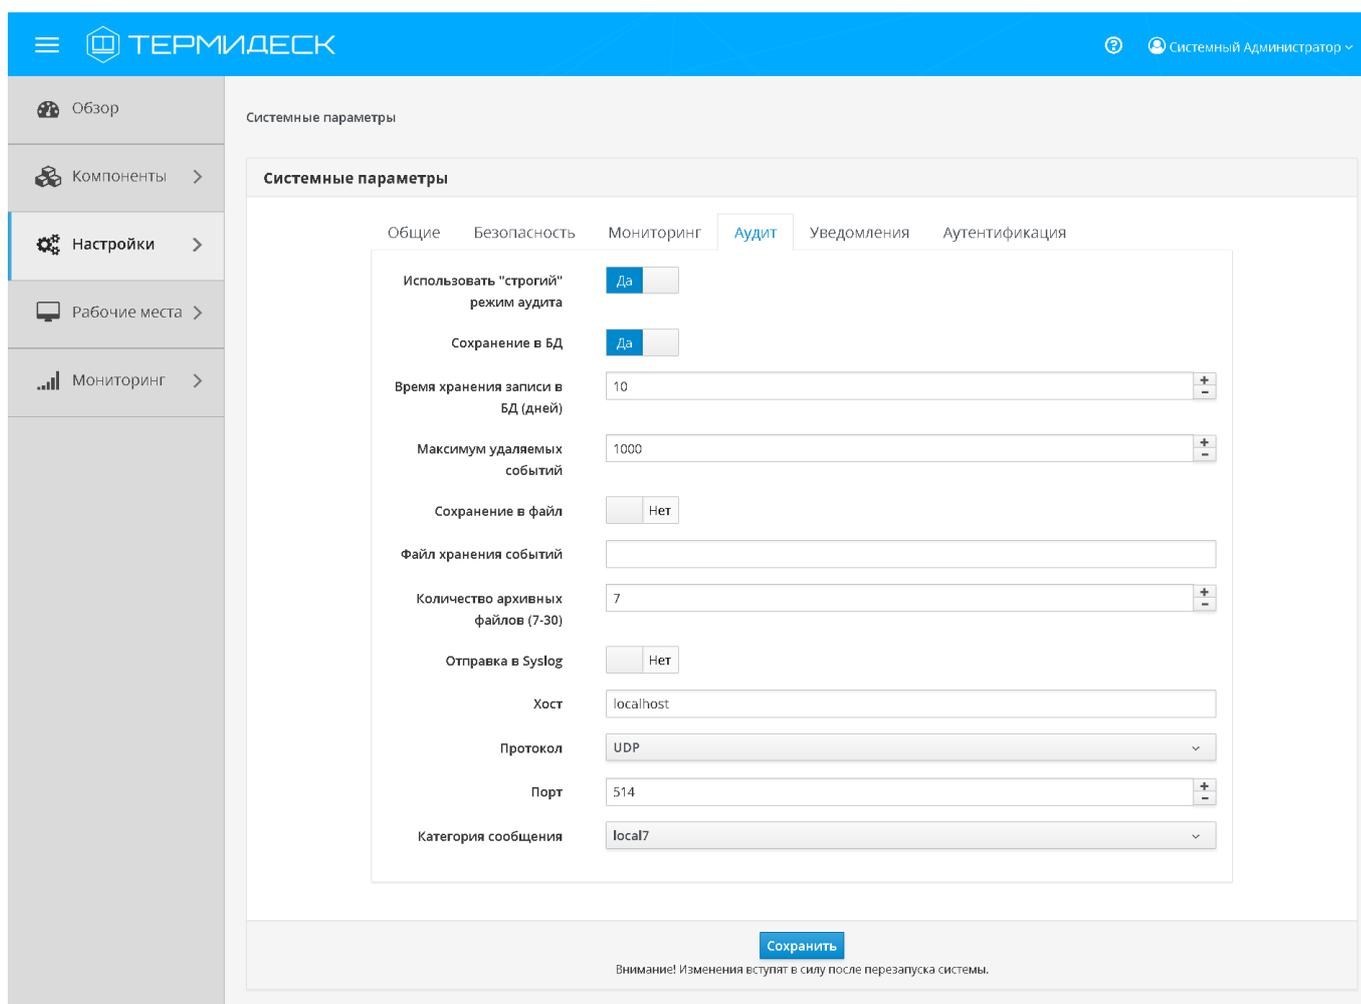 ТЕРМИДЕСК
Системный Администратор
Обзор
Компоненты
Настройки
Рабочие места
Мониторинг
Системные параметры
Системные параметры
Общие Безопасность Мониторинг Аудит Уведомления Аутентификация
Использовать "строгий"
режим аудита
Да
Сохранение в БД
Да
Время хранения записи в
БД (дней)
10
Максимум удаляемых
событий
1000
Сохранение в файл
Нет
Файл хранения событий
Количество архивных
файлов (7-30)
7
Отправка в Syslog
Нет
Хост
localhost
Протокол
UDP
Порт
514
Категория сообщения
local7
Сохранить
Внимание! Изменения вступят в силу после перезапуска системы.